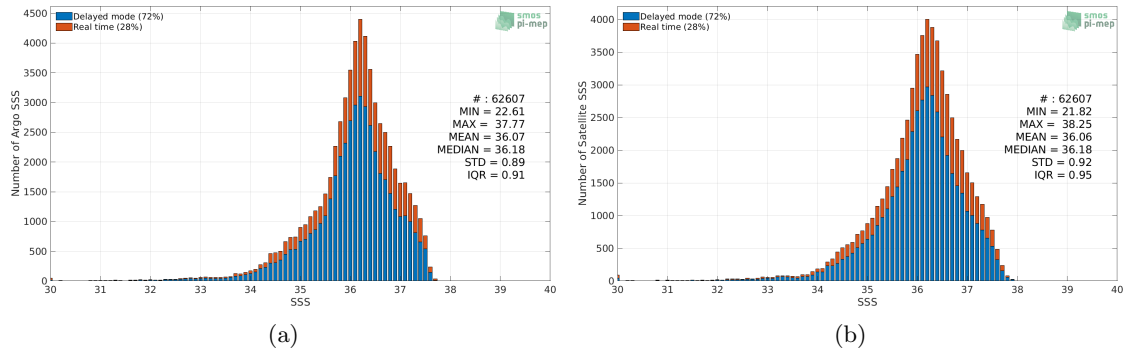 Delayed mode (72%)
Real time (28%)
smos
pi-mep
Number of Argo SSS
4500
4000
3500
3000
2500
2000
1500
1000
500
0
# : 62607
MIN = 22.61
MAX = 37.77
MEAN = 36.07
MEDIAN = 36.18
STD = 0.89
IQR = 0.91
30 31 32 33 34 35 36 37 38 39 40
SSS
(a)
Delayed mode (72%)
Real time (28%)
smos
pi-mep
Number of Satellite SSS
4000
3500
3000
2500
2000
1500
1000
500
0
# : 62607
MIN = 21.82
MAX = 38.25
MEAN = 36.06
MEDIAN = 36.18
STD = 0.92
IQR = 0.95
30 31 32 33 34 35 36 37 38 39 40
SSS
(b)